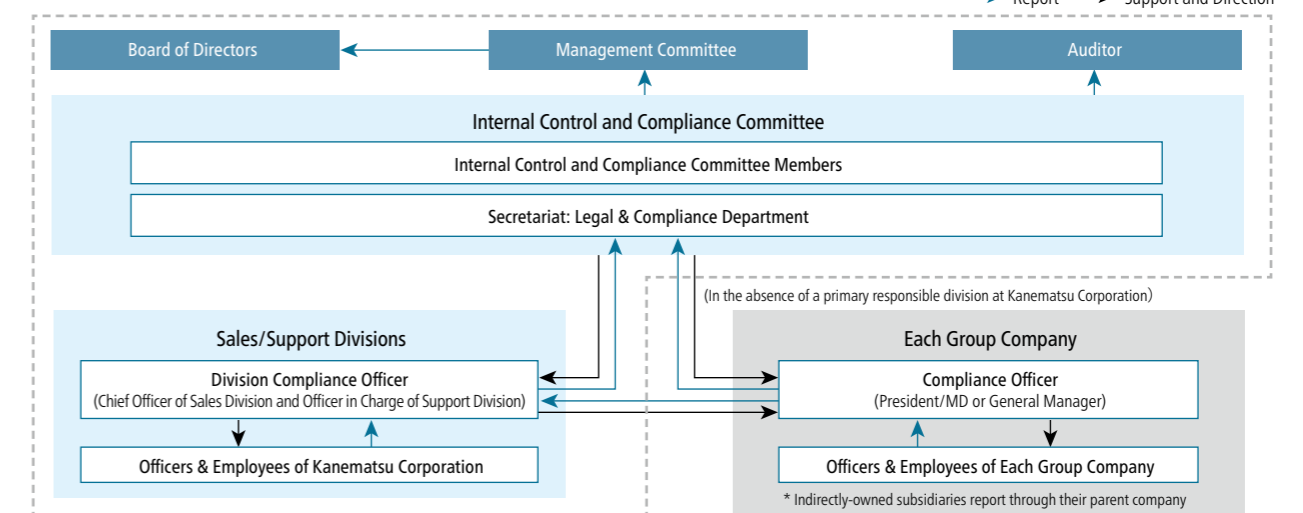 Report Support and Direction
Board of Directors
Management Committee
Auditor
Internal Control and Compliance Committee
Internal Control and Compliance Committee Members
Secretariat: Legal & Compliance Department
(In the absence of a primary responsible division at Kanematsu Corporation)
Sales/Support Divisions
Division Compliance Officer
(Chief Officer of Sales Division and Officer in Charge of Support Division)
Officers & Employees of Kanematsu Corporation
Each Group Company
Compliance Officer
(President/MD or General Manager)
Officers & Employees of Each Group Company
* Indirectly-owned subsidiaries report through their parent company